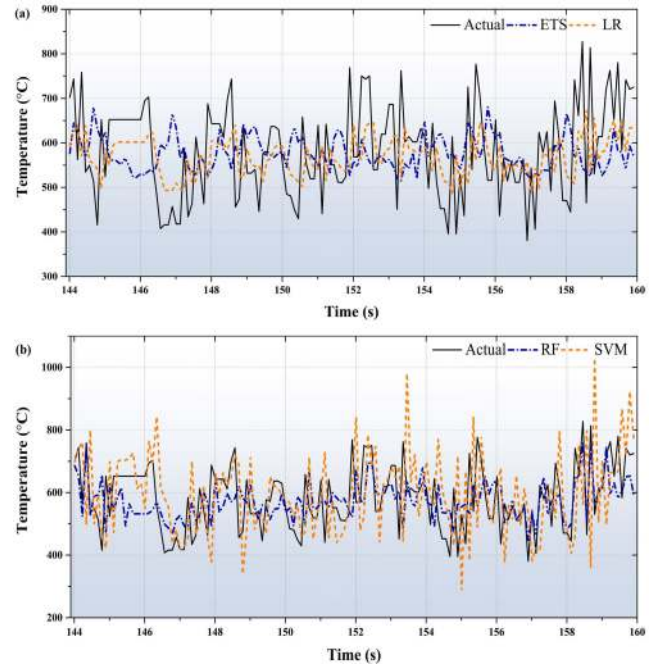 (a)
Actual ETS LR
900
800
700
600
500
400
300
Temperature (°C)
144 146 148 150 152 154 156 158 160
Time (s)
(b)
Actual RF SVM
1000
800
600
400
200
Temperature (°C)
144 146 148 150 152 154 156 158 160
Time (s)